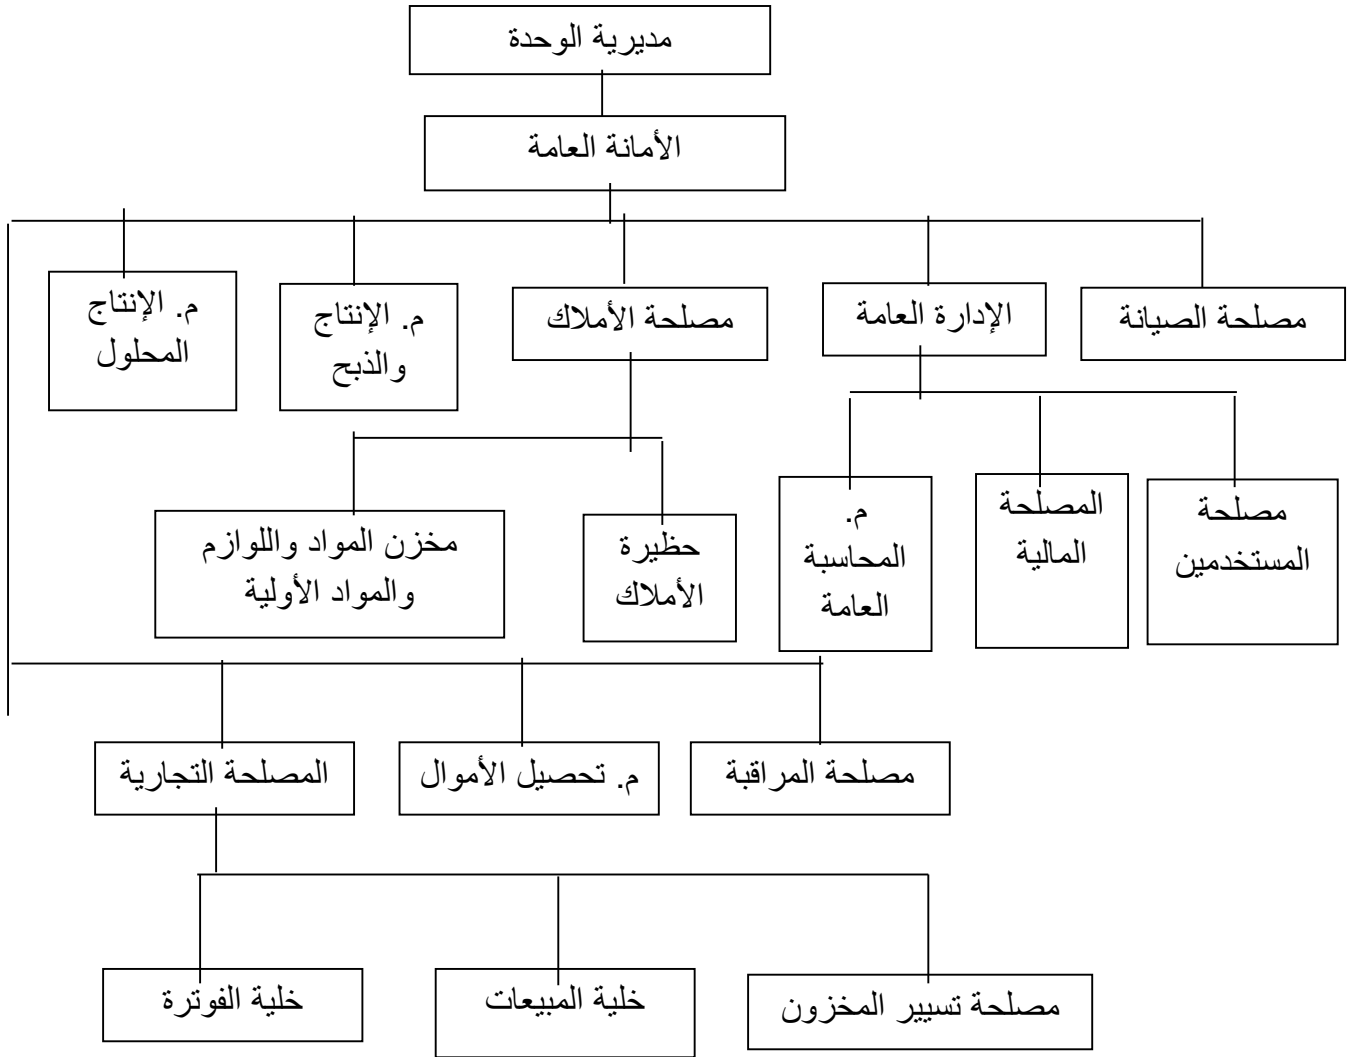 مديرية الوحدة
الأمانة العامة
مصلحة الصيانة
الإدارة العامة
مصلحة الأملاك
م. الإنتاج
والذبح
م. الإنتاج
المحلول
مصلحة
المستخدمين
المصلحة
المالية
م.
المحاسبة
العامة
حظيرة
الأملاك
مخزن المواد واللوازم
والمواد الأولية
مصلحة المراقبة
م. تحصيل الأموال
المصلحة التجارية
مصلحة تسيير المخزون
خلية المبيعات
خلية الفوترة